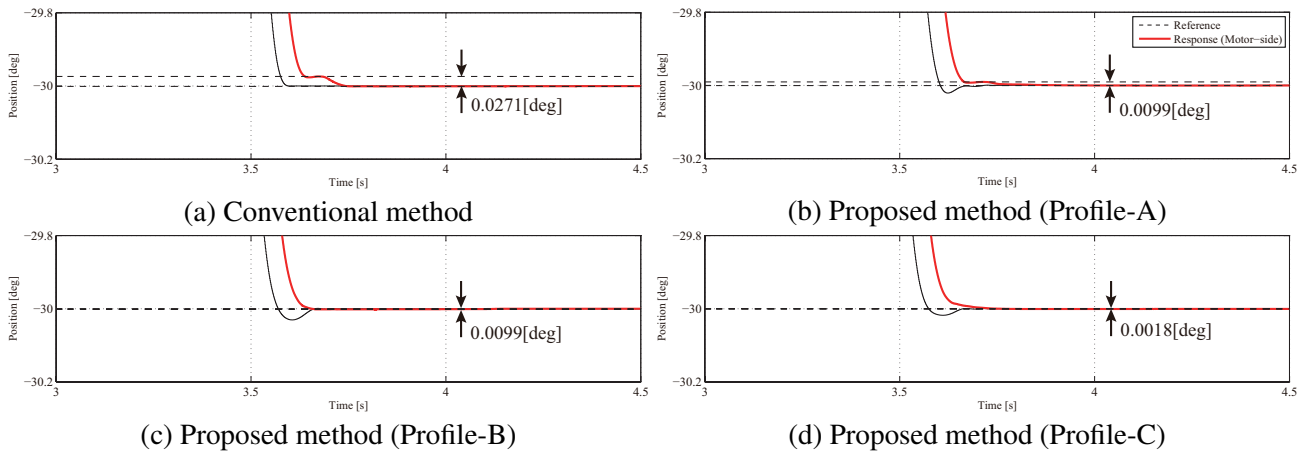 −29.8
−30
−30.2
Position [deg]
0.0271[deg]
3
3.5
4
4.5
Time [s]
(a) Conventional method
−29.8
−30
−30.2
Position [deg]
Reference
Response (Motor−side)
0.0099[deg]
3
3.5
4
4.5
Time [s]
(b) Proposed method (Profile-A)
−29.8
−30
−30.2
Position [deg]
0.0099[deg]
3
3.5
4
4.5
Time [s]
(c) Proposed method (Profile-B)
−29.8
−30
−30.2
Position [deg]
0.0018[deg]
3
3.5
4
4.5
Time [s]
(d) Proposed method (Profile-C)